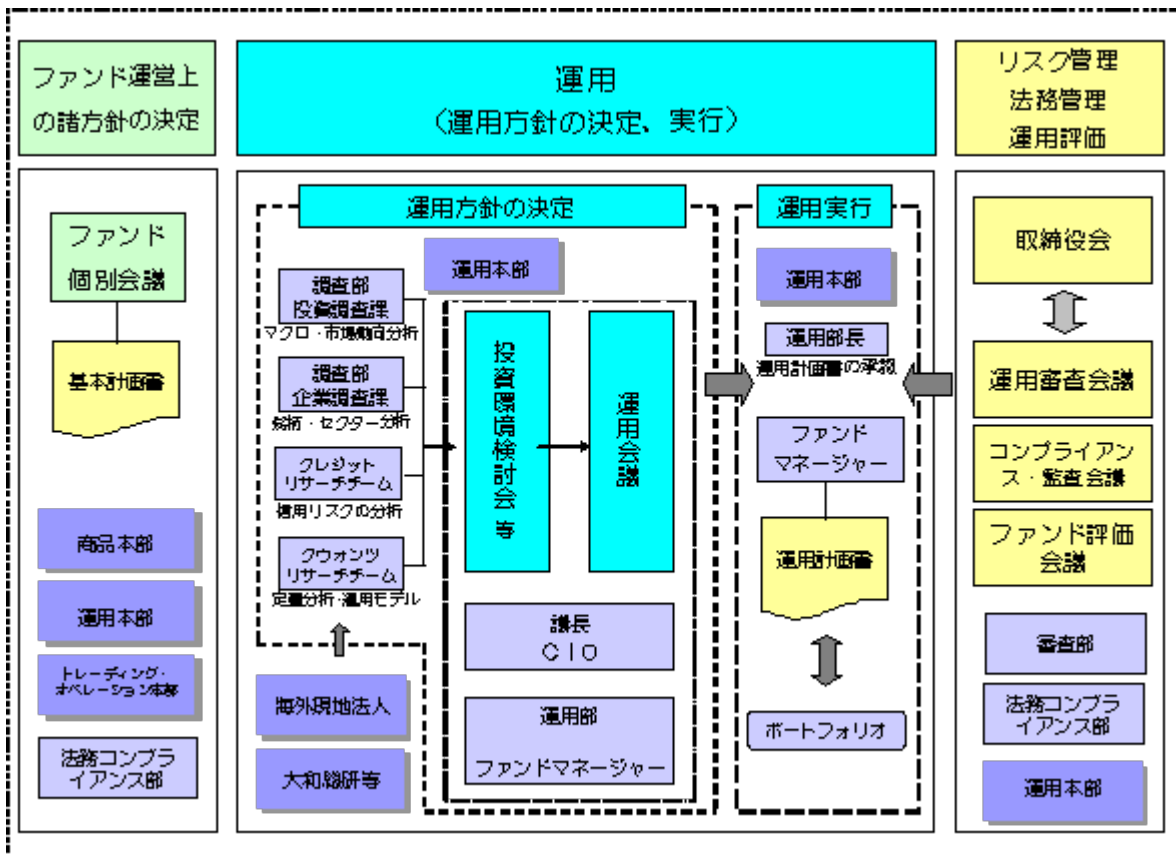 ファンド運営上
の諸方針の決定
運用
（運用方針の決定、実行）
リスク管理
法務管理
運用評価
ファンド
個別会議
基本計画書
商品本部
運用本部
トレーディング・
オペレーション本部
法務コンプラ
イアンス部
運用方針の決定
運用本部
調査部
投資調査課
マクロ・市場動向分析
調査部
企業調査課
銘柄・セクター分析
クレジット
リサーチチーム
信用リスクの分析
クウォンツ
リサーチチーム
定量分析・運用モデル
海外現地法人
大和総研等
投資環境検討会 等
運用会議
議長
ＣＩＯ
運用部
ファンドマネージャー
運用実行
運用本部
運用部長
運用計画書の承認
ファンド
マネージャー
運用計画書
ポートフォリオ
取締役会
運用審査会議
コンプライアン
ス・監査会議
ファンド評価
会議
審査部
法務コンプラ
イアンス部
運用本部